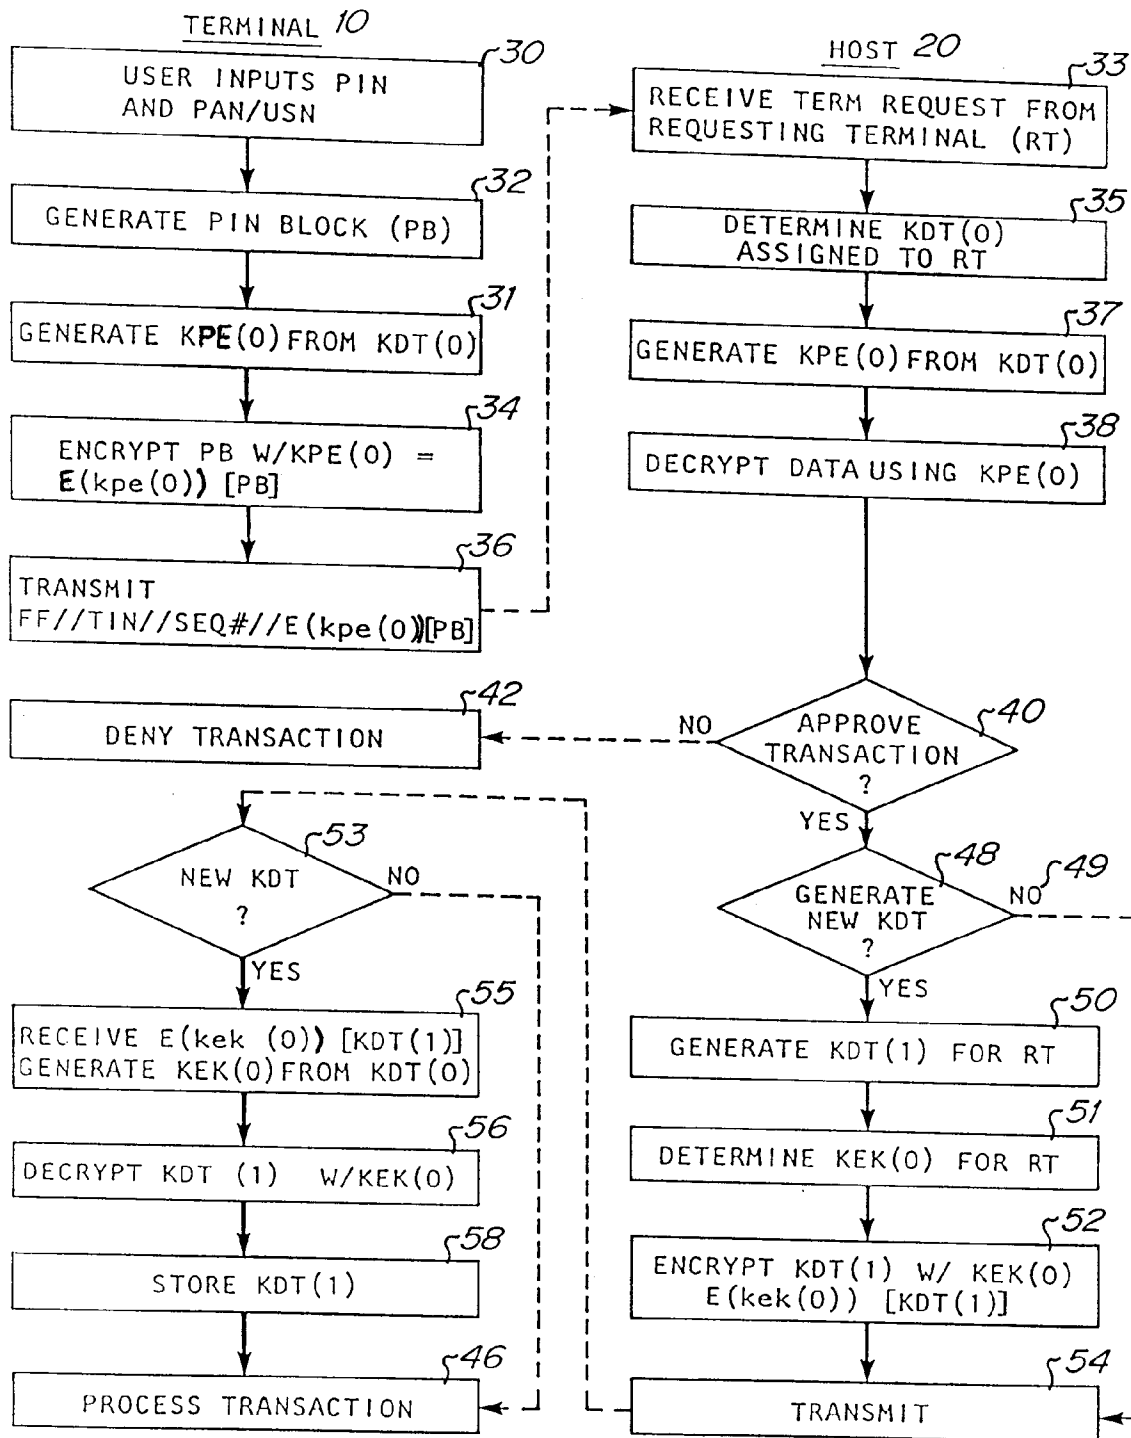 TERMINAL 10
30
USER INPUTS PIN
AND PAN/USN
32
GENERATE PIN BLOCK (PB)
31
GENERATE KPE(0) FROM KDT(0)
34
ENCRYPT PB W/KPE(0) =
E(kpe(0)) [PB]
36
TRANSMIT
FF//TIN//SEQ#//E(kpe(0))[PB]
42
DENY TRANSACTION
53
NEW KDT
?
NO
YES
55
RECEIVE E(kek (0)) [KDT(1)]
GENERATE KEK(0) FROM KDT(0)
56
DECRYPT KDT (1) W/KEK(0)
58
STORE KDT(1)
46
PROCESS TRANSACTION
HOST 20
33
RECEIVE TERM REQUEST FROM
REQUESTING TERMINAL (RT)
35
DETERMINE KDT(0)
ASSIGNED TO RT
37
GENERATE KPE(0) FROM KDT(0)
38
DECRYPT DATA USING KPE(0)
40
NO
APPROVE
TRANSACTION
?
YES
48
49
GENERATE
NEW KDT
?
NO
YES
50
GENERATE KDT(1) FOR RT
51
DETERMINE KEK(0) FOR RT
52
ENCRYPT KDT(1) W/ KEK(0)
E(kek(0)) [KDT(1)]
54
TRANSMIT